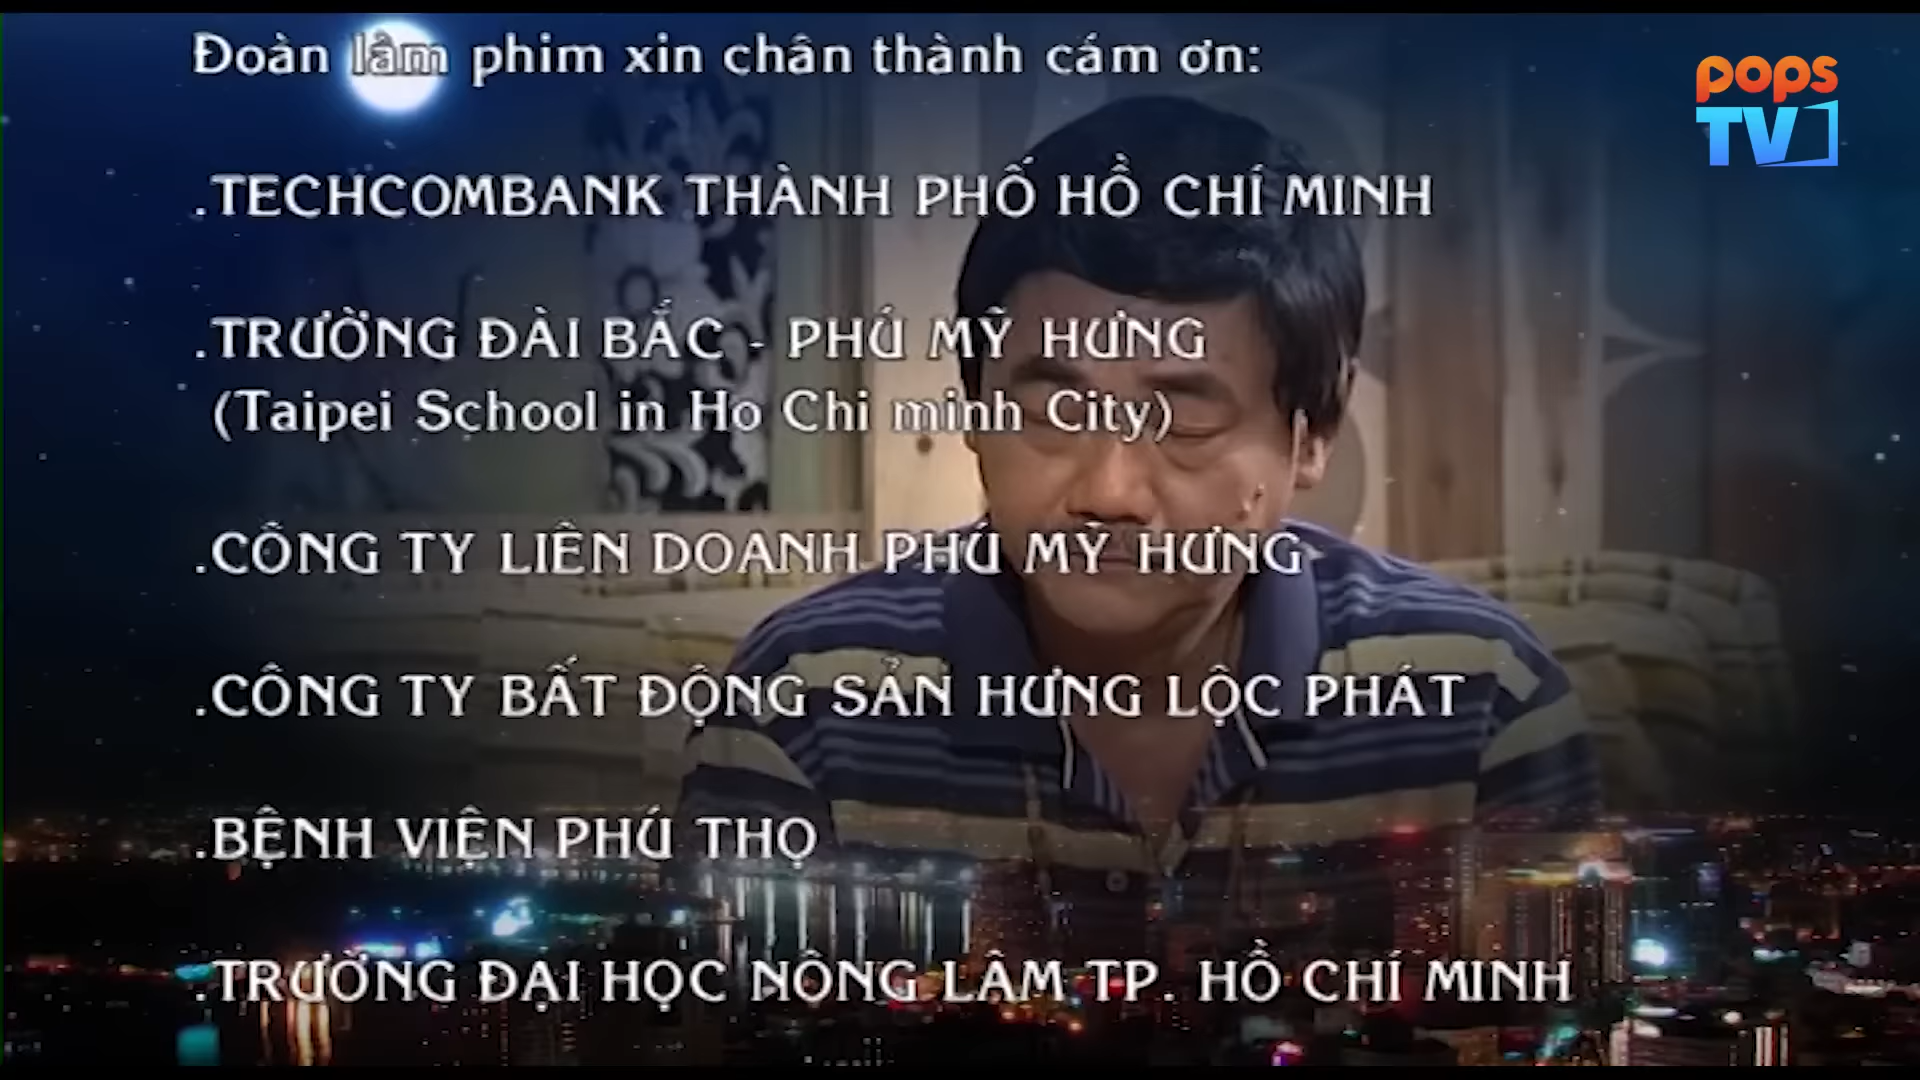 Đoàn làm phim xin chân thành cám ơn:
pops
TV
.TECHCOMBANK THÀNH PHỐ HỒ CHÍ MINH
.TRƯỜNG ĐÀI BẮC - PHÚ MỸ HƯNG
(Taipei School in Ho Chi minh City)
.CÔNG TY LIÊN DOANH PHÚ MỸ HƯNG
.CÔNG TY BẤT ĐỘNG SẢN HƯNG LỘC PHÁT
.BỆNH VIỆN PHÚ THỌ
.TRƯỜNG ĐẠI HỌC NÔNG LÂM TP. HỒ CHÍ MINH